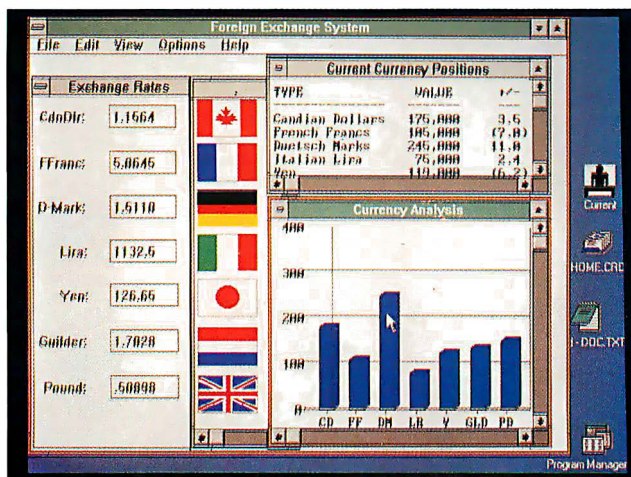 Foreign Exchange System
File Edit View Options Help
Exchange Rates
CdnDlr: 1.1564
FFranc: 5.0645
D-Mark: 1.5110
Lira: 1132.5
Yen: 126.65
Guilder: 1.7028
Pound: .50898
Current Currency Positions
TYPE VALUE +/-
Candian Dollars 175,000 3.5
French Francs 105,000 (7.0)
Duetsch Marks 245,000 11.0
Italian Lira 76,000 2.4
Yen 119,000 (6.2)
Currency Analysis
400
300
200
100
0
CD FF DM LR Y GLD PD
Current
HOME.CRD
I-DOC.TXT
Program Manager